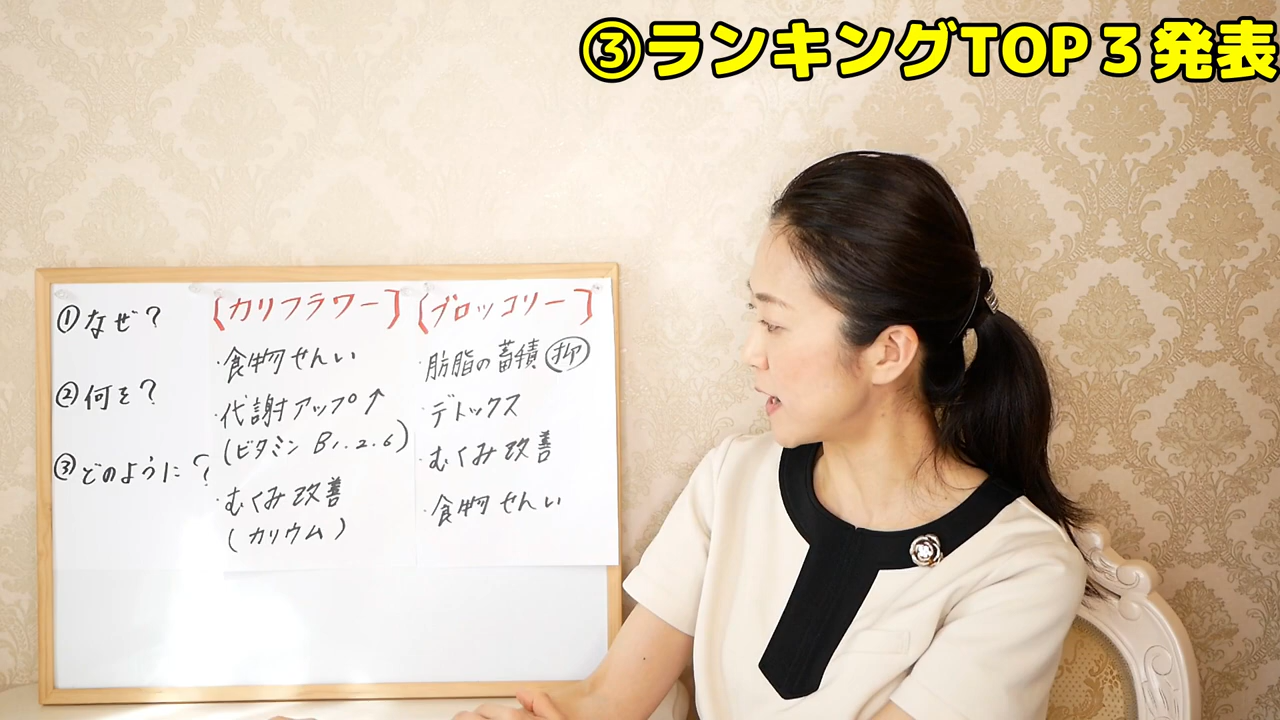 ③ランキングTOP３発表
①なぜ？
②何を？
③どのように？
【カリフラワー】
・食物せんい
・代謝アップ↑
(ビタミン B1.2.6)
・むくみ改善
(カリウム)
【ブロッコリー】
・肪脂の蓄積 抑
・デトックス
・むくみ改善
・食物せんい